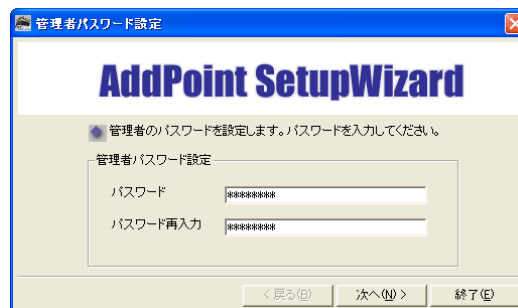 管理者パスワード設定
AddPoint SetupWizard
管理者のパスワードを設定します。パスワードを入力してください。
管理者パスワード設定
パスワード ********
パスワード再入力 ********
< 戻る(B) 次へ(N) > 終了(E)